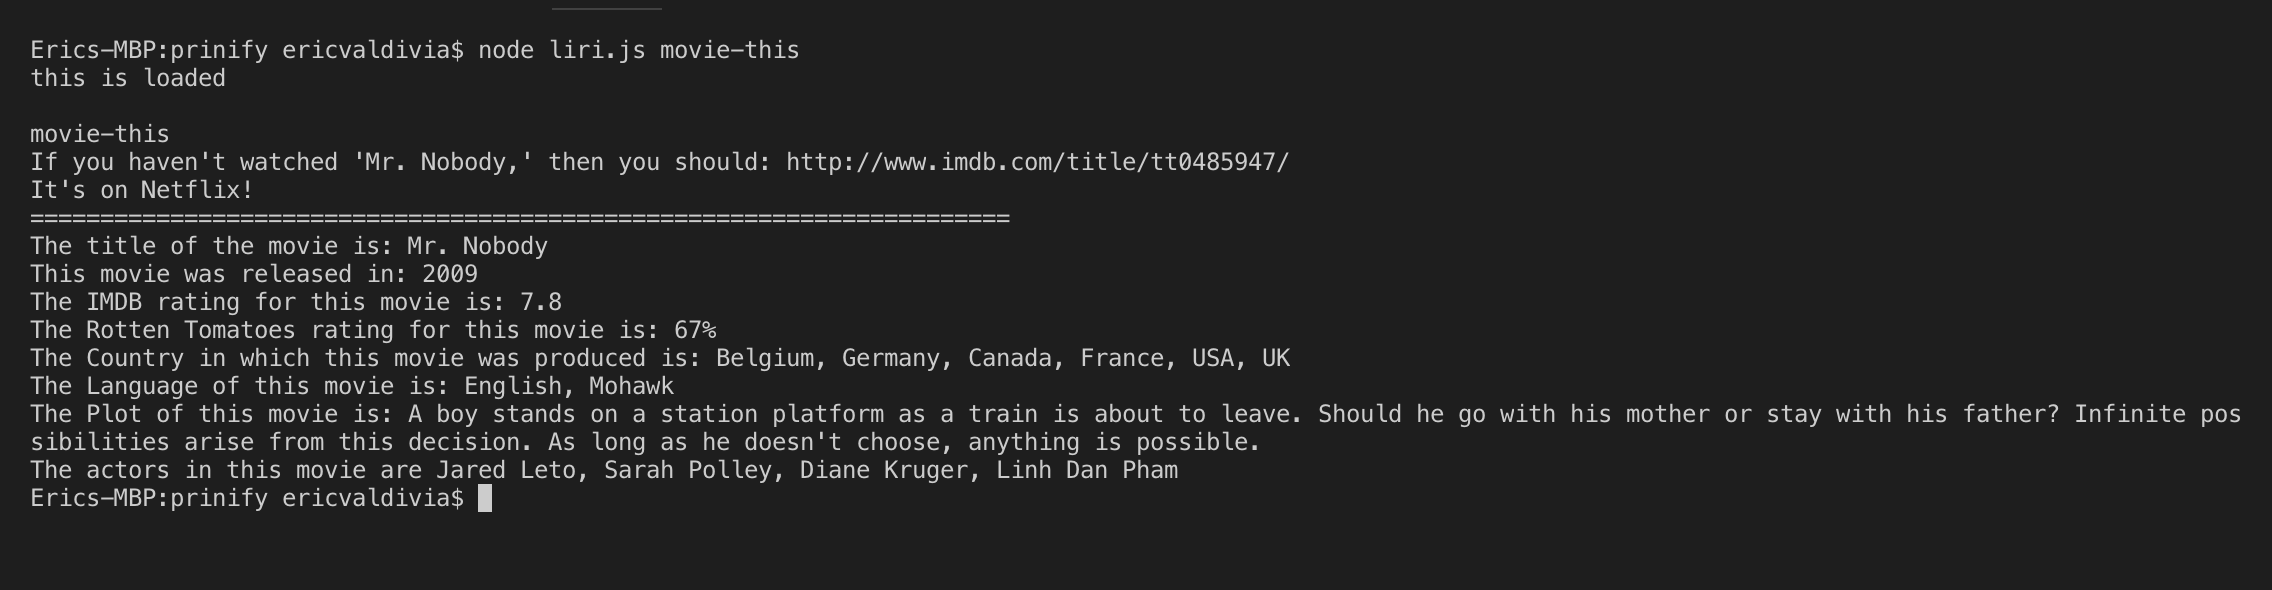 Erics-MBP:prinify ericvaldivia$ node liri.js movie-this
this is loaded

movie-this
If you haven't watched 'Mr. Nobody,' then you should: http://www.imdb.com/title/tt0485947/
It's on Netflix!
======================================================================
The title of the movie is: Mr. Nobody
This movie was released in: 2009
The IMDB rating for this movie is: 7.8
The Rotten Tomatoes rating for this movie is: 67%
The Country in which this movie was produced is: Belgium, Germany, Canada, France, USA, UK
The Language of this movie is: English, Mohawk
The Plot of this movie is: A boy stands on a station platform as a train is about to leave. Should he go with his mother or stay with his father? Infinite pos
sibilities arise from this decision. As long as he doesn't choose, anything is possible.
The actors in this movie are Jared Leto, Sarah Polley, Diane Kruger, Linh Dan Pham
Erics-MBP:prinify ericvaldivia$